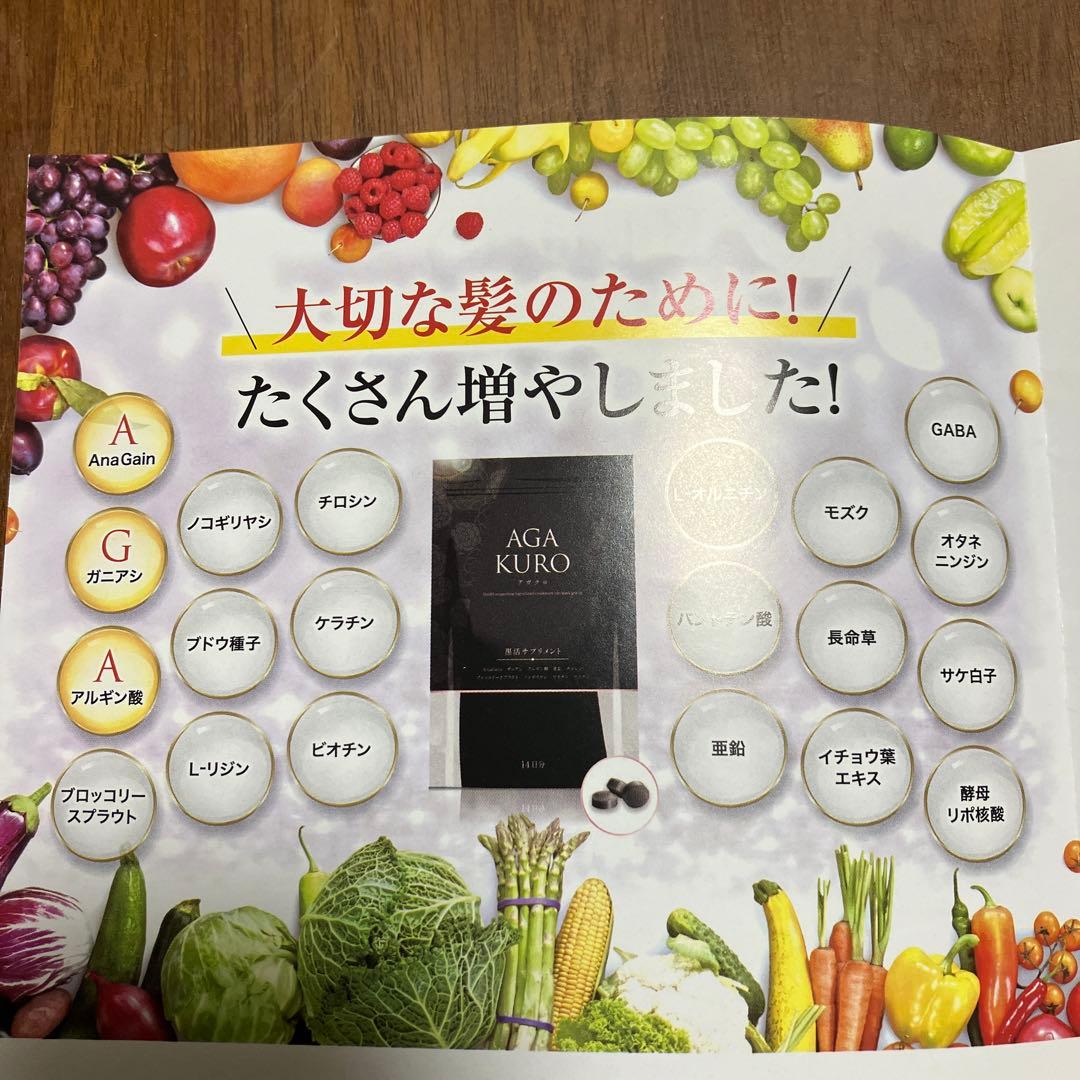 大切な髪のために!
たくさん増やしました!
A
AnaGain
G
ガニアシ
A
アルギン酸
ブロッコリー
スプラウト
ノコギリヤシ
ブドウ種子
L-リジン
チロシン
ケラチン
ビオチン
AGA
KURO
アガクロ
黒活サプリメント
14日分
L-オルニチン
パントテン酸
亜鉛
モズク
長命草
イチョウ葉
エキス
GABA
オタネ
ニンジン
サケ白子
酵母
リボ核酸